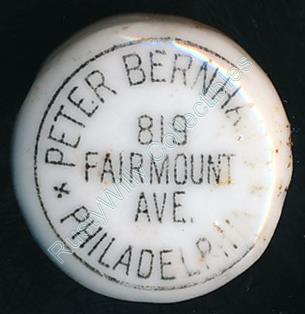 * PETER BERNHA
819
FAIRMOUNT
AVE.
PHILADELP